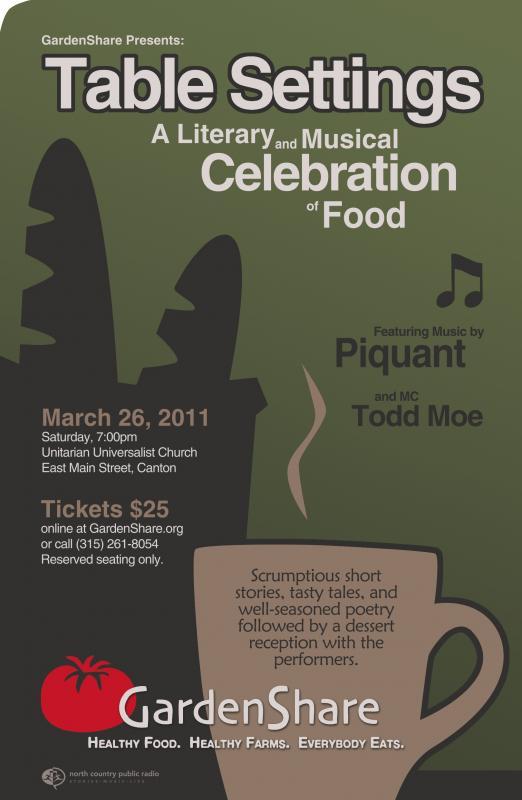 GardenShare Presents:
Table Settings
A Literary and Musical
Celebration
of Food
Featuring Music by
Piquant
and MC
Todd Moe
March 26, 2011
Saturday, 7:00pm
Unitarian Universalist Church
East Main Street, Canton
Tickets $25
online at GardenShare.org
or call (315) 261-8054
Reserved seating only.
Scrumptious short
stories, tasty tales, and
well-seasoned poetry
followed by a dessert
reception with the
performers.
GardenShare
Healthy Food. Healthy Farms. Everybody Eats.
north country public radio
STORIES·MUSIC·LIFE